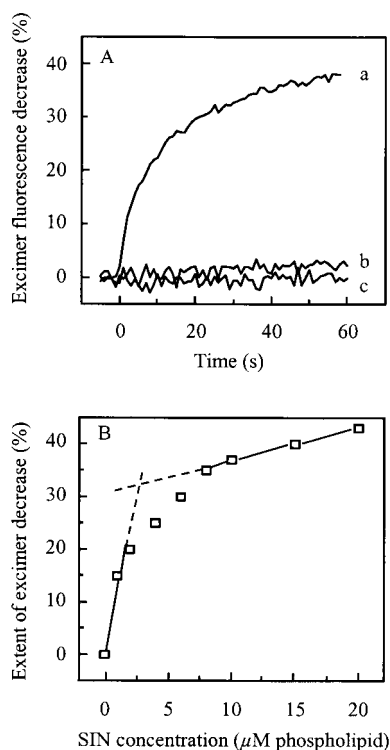 Excimer fluorescence decrease (%)
A
a
b
c
40
30
20
10
0
0 20 40 60
Time (s)
Extent of excimer decrease (%)
B
40
30
20
10
0
0 5 10 15 20
SIN concentration (µM phospholipid)